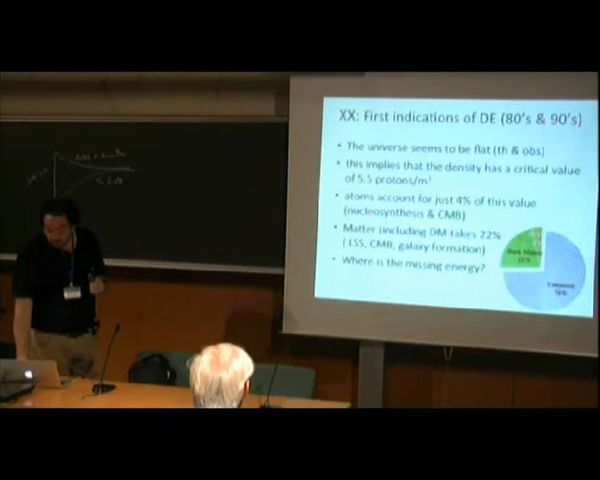 XX: First indications of DE (80's & 90's)
• The universe seems to be flat (th & obs)
• this implies that the density has a critical value
of 5.5 protons/m³
• atoms account for just 4% of this value
(nucleosynthesis & CMB)
• Matter (including DM takes 22%
( LSS, CMB, galaxy formation)
• Where is the missing energy?
Dark Matter